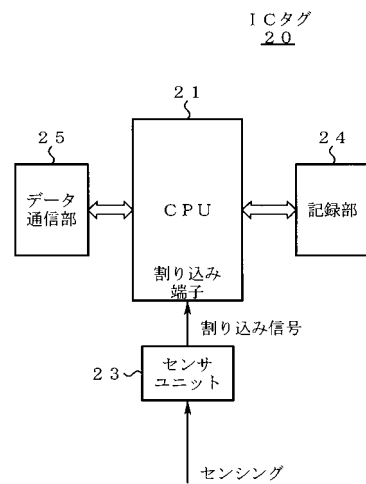 ＩＣタグ
２０
２１
２５
２４
データ
通信部
ＣＰＵ
記録部
割り込み
端子
割り込み信号
２３
センサ
ユニット
センシング